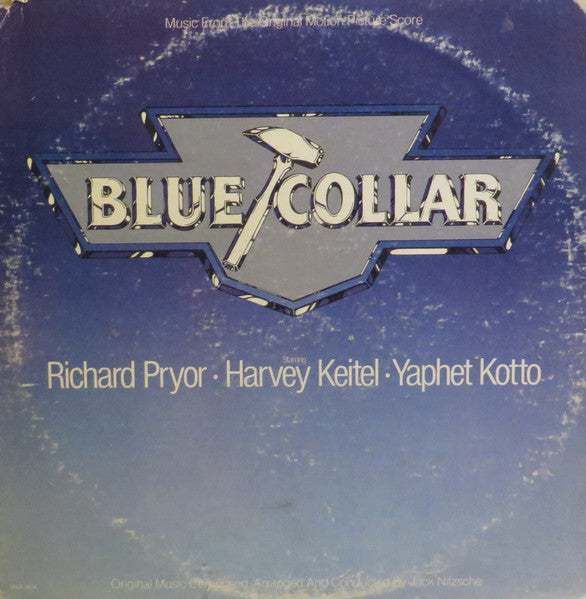 Music From The Original Motion Picture Score
BLUE COLLAR
Starring
Richard Pryor · Harvey Keitel · Yaphet Kotto
Original Music Composed, Arranged And Conducted By Jack Nitzsche